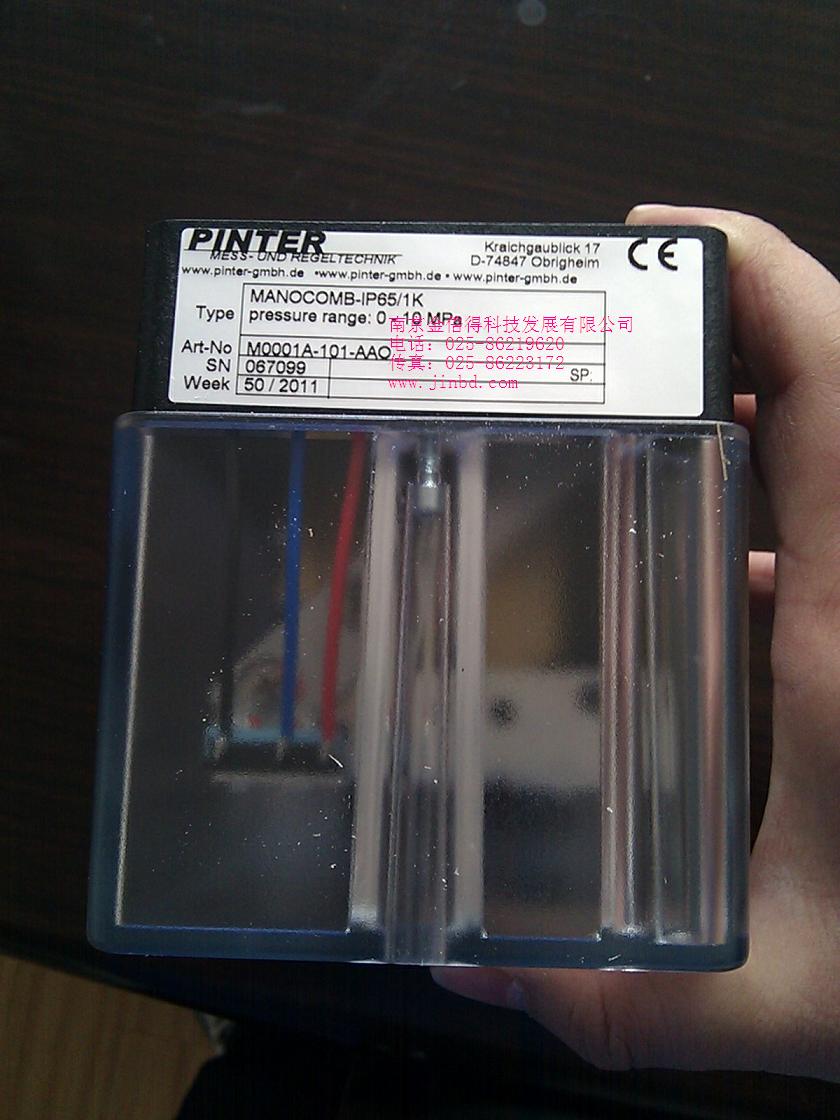 PINTER
MESS- UND REGELTECHNIK
Kraichgaublick 17
D-74847 Obrigheim
CE
www.pinter-gmbh.de •www.pinter-gmbh.de • www.pinter-gmbh.de
Type MANOCOMB-IP65/1K
pressure range: 0 - 10 MPa
Art-No M0001A-101-AAO
SN 067099
SP:
Week 50 / 2011
南京金倍得科技发展有限公司
电话：025-86219620
传真：025-86223172
www.jinbd.com